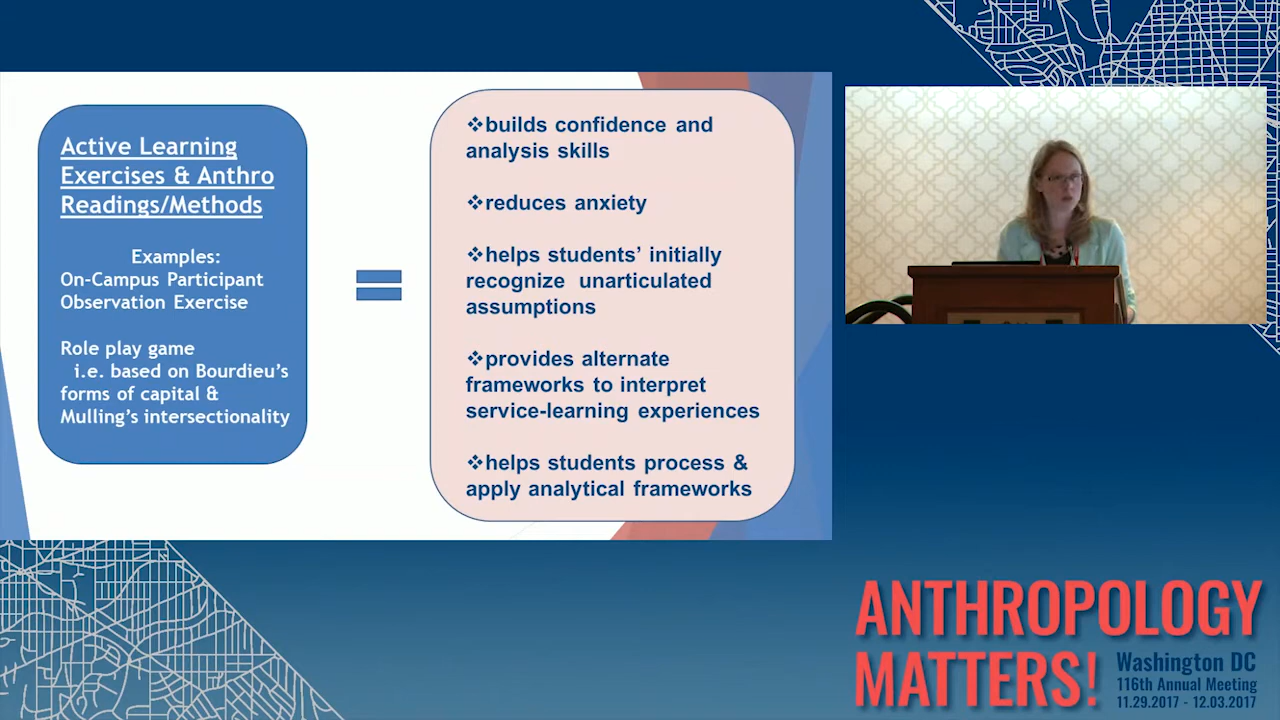 Active Learning
Exercises & Anthro
Readings/Methods
Examples:
On-Campus Participant
Observation Exercise
Role play game
i.e. based on Bourdieu's
forms of capital &
Mulling's intersectionality
❖builds confidence and
analysis skills
❖reduces anxiety
❖helps students' initially
recognize unarticulated
assumptions
❖provides alternate
frameworks to interpret
service-learning experiences
❖helps students process &
apply analytical frameworks
ANTHROPOLOGY
MATTERS!
Washington DC
116th Annual Meeting
11.29.2017 - 12.03.2017